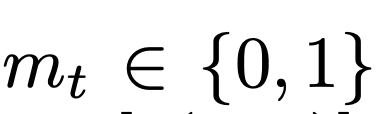 m_t ∈ {0, 1}